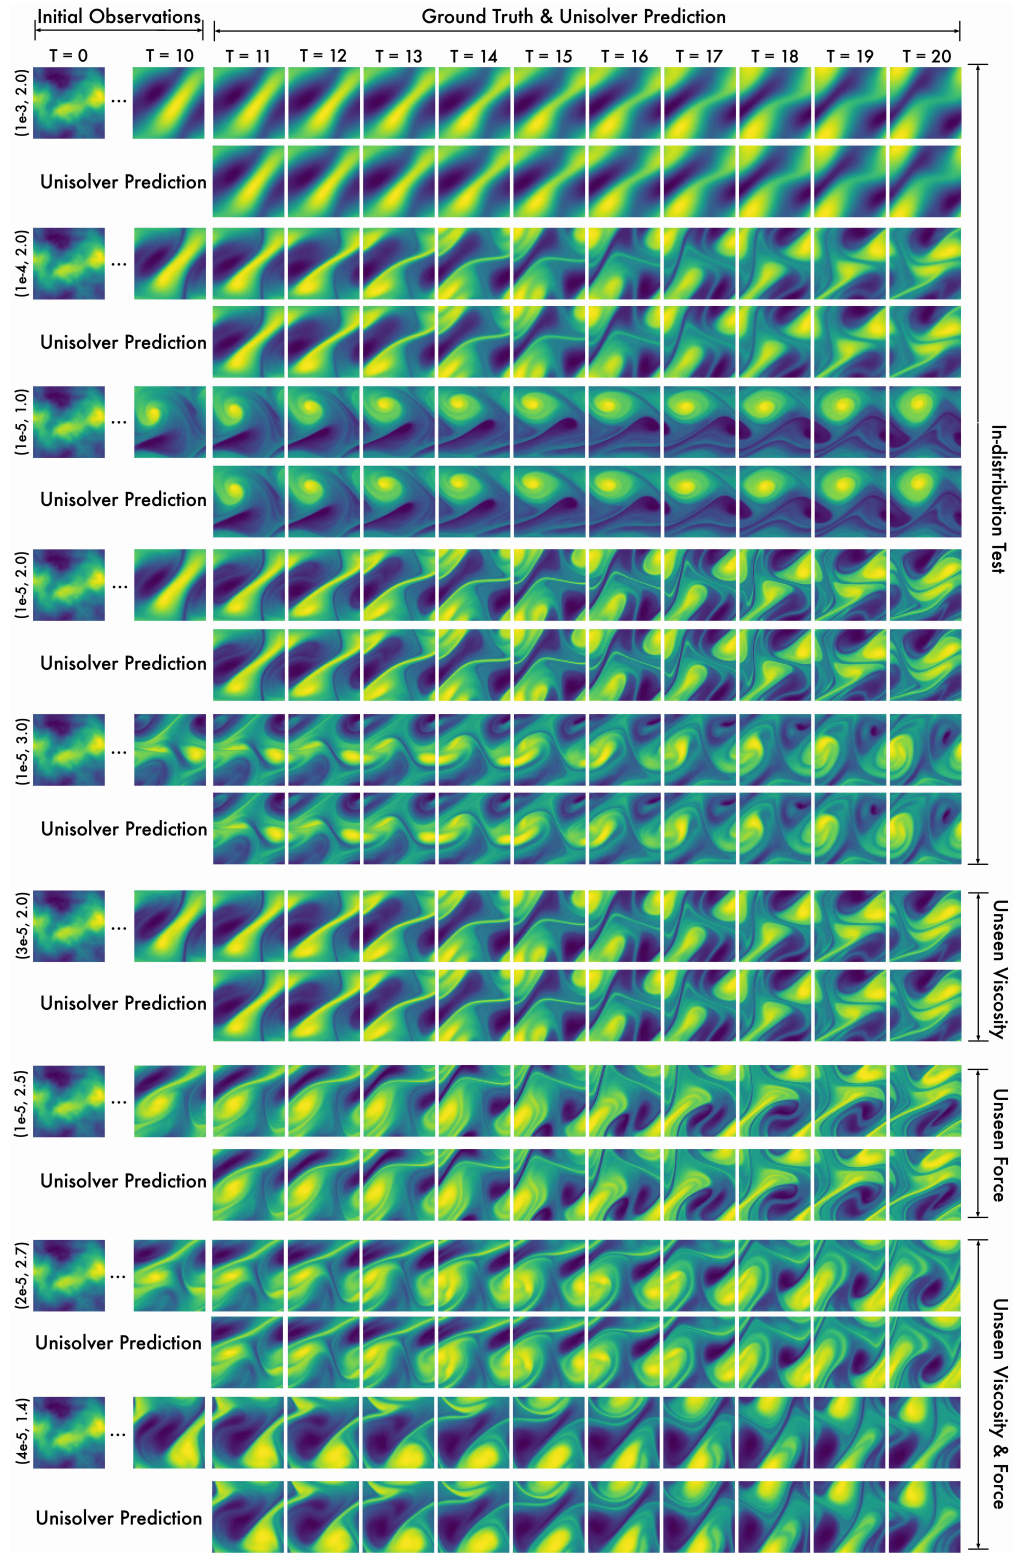 Initial Observations
Ground Truth & Unisolver Prediction
T = 0
T = 10
T = 11
T = 12
T = 13
T = 14
T = 15
T = 16
T = 17
T = 18
T = 19
T = 20
(1e-3, 2.0)
...
Unisolver Prediction
(1e-4, 2.0)
...
Unisolver Prediction
(1e-5, 1.0)
...
Unisolver Prediction
(1e-5, 2.0)
...
Unisolver Prediction
(1e-5, 3.0)
...
Unisolver Prediction
In-distribution Test
(3e-5, 2.0)
...
Unisolver Prediction
Unseen Viscosity
(1e-5, 2.5)
...
Unisolver Prediction
Unseen Force
(2e-5, 2.7)
...
Unisolver Prediction
(4e-5, 1.4)
...
Unisolver Prediction
Unseen Viscosity & Force